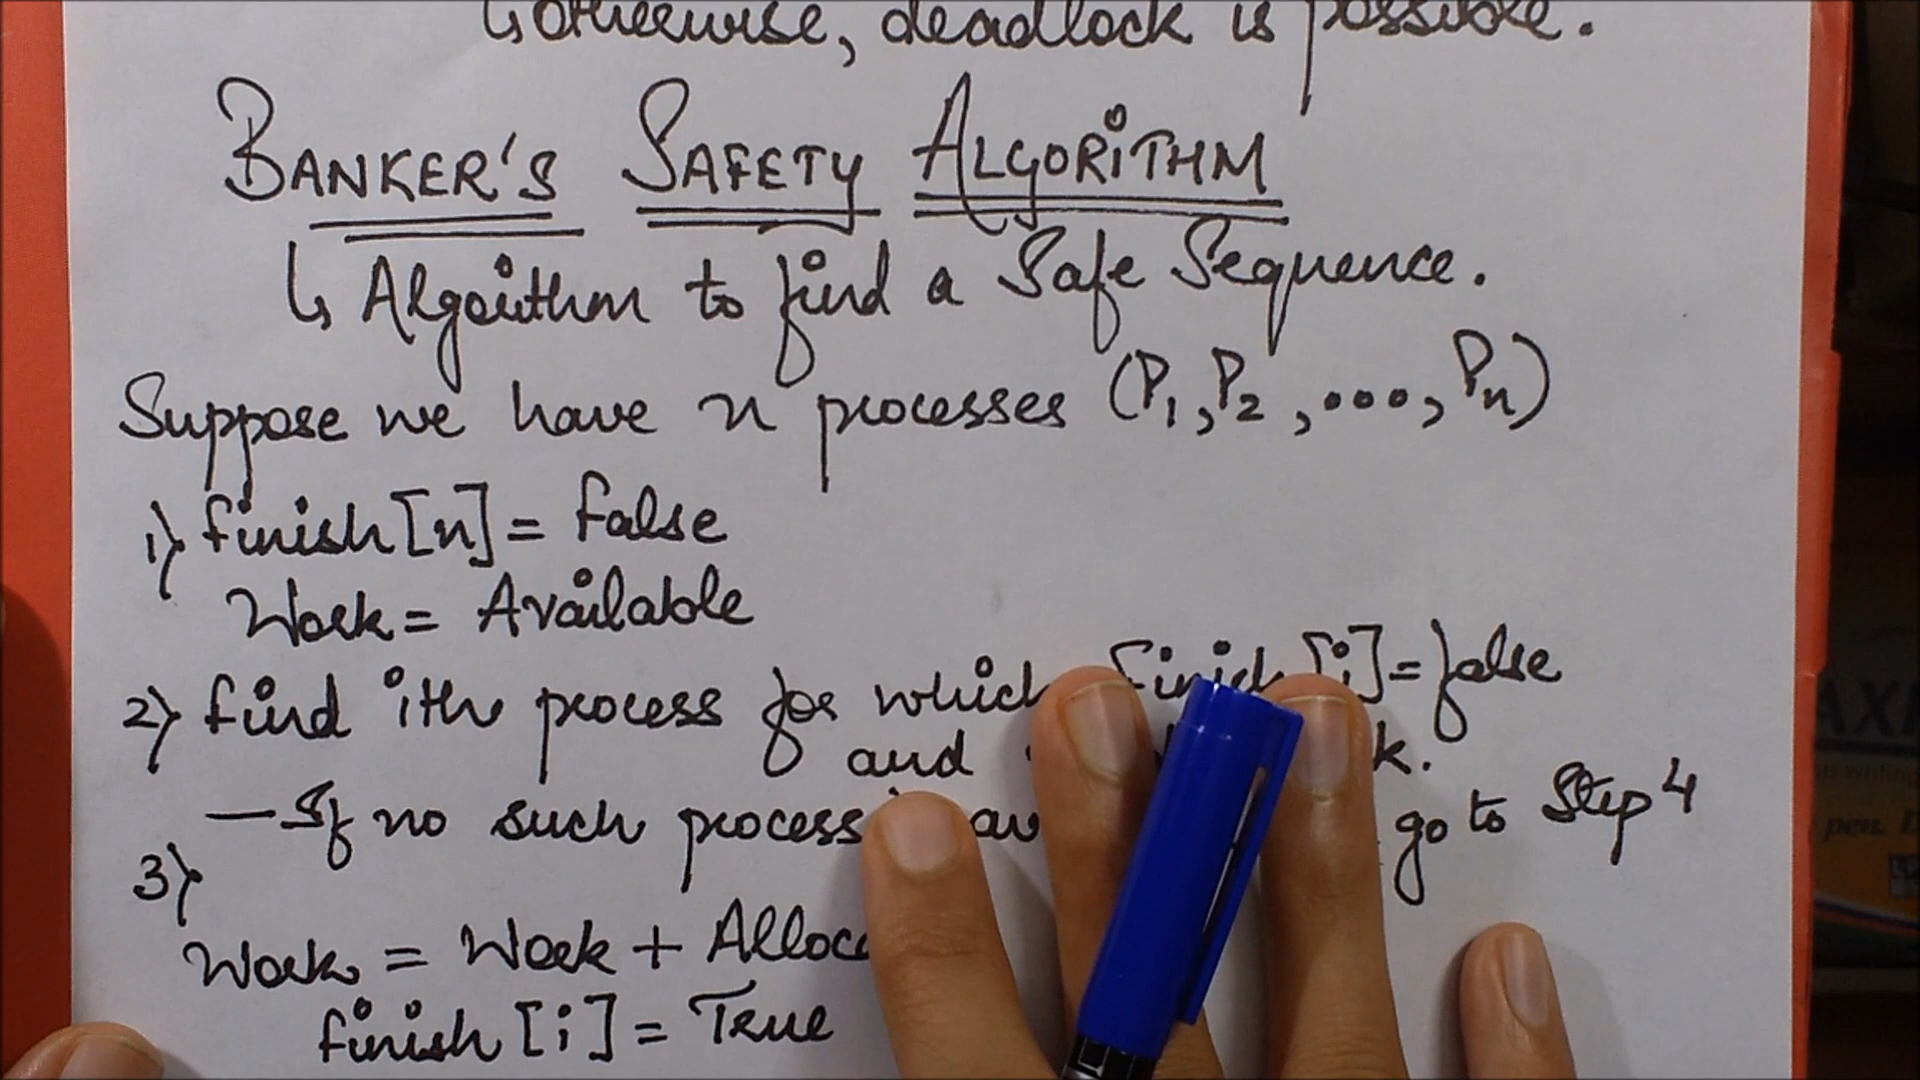 ↳ Otherwise, deadlock is possible.
BANKER'S SAFETY ALGORITHM
↳ Algorithm to find a Safe Sequence.
Suppose we have n processes (P1, P2, ...., Pn)
1) finish[n] = false
Work = Available
2) find ith process for which finish[i] = false
and
- If no such process go to Step 4
3)
Work = Work + Alloc
finish[i] = True